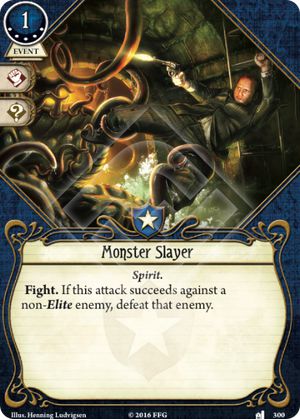 1
EVENT
Monster Slayer
Spirit.
Fight. If this attack succeeds against a
non-Elite enemy, defeat that enemy.
Illus. Henning Ludvigsen © 2016 FFG 300